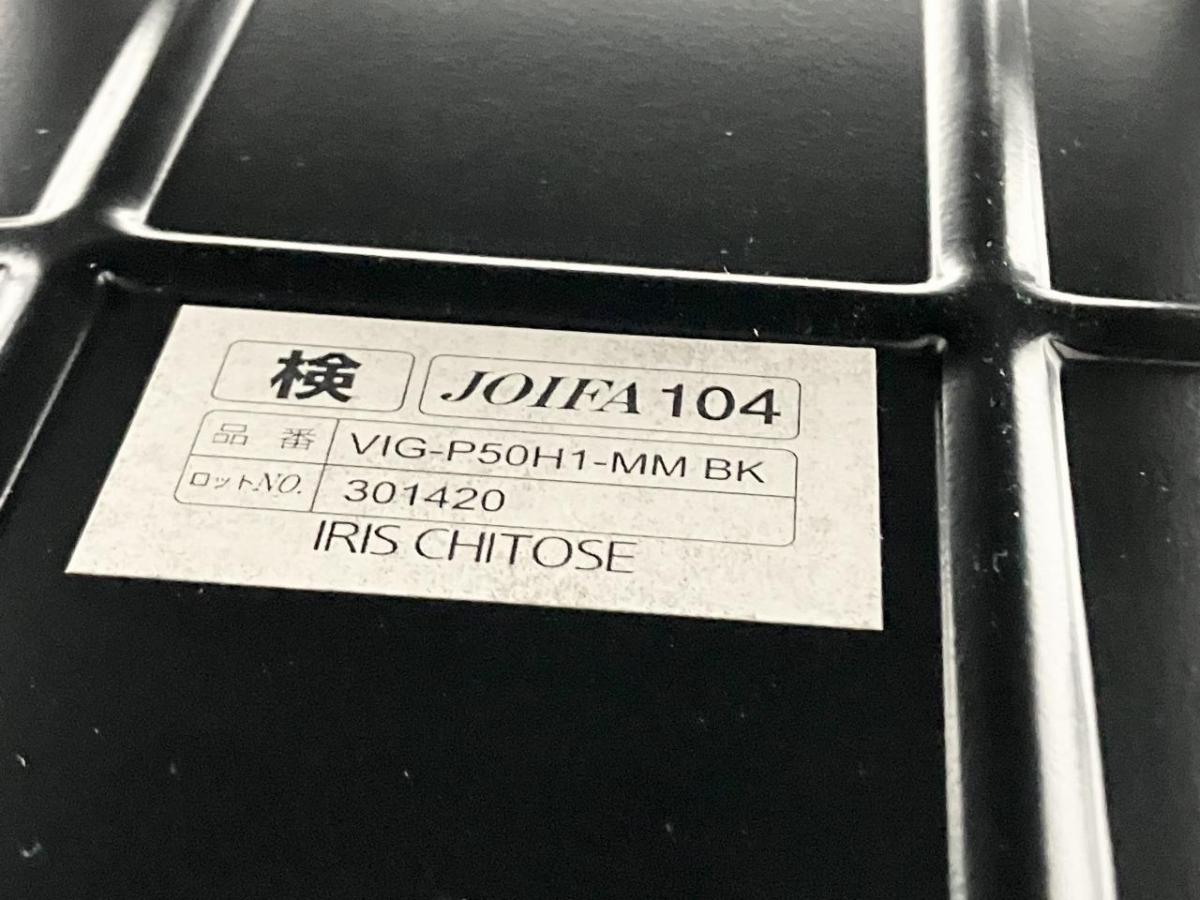 検 JOIFA 104
品番 VIG-P50H1-MM BK
ロットNO. 301420
IRIS CHITOSE